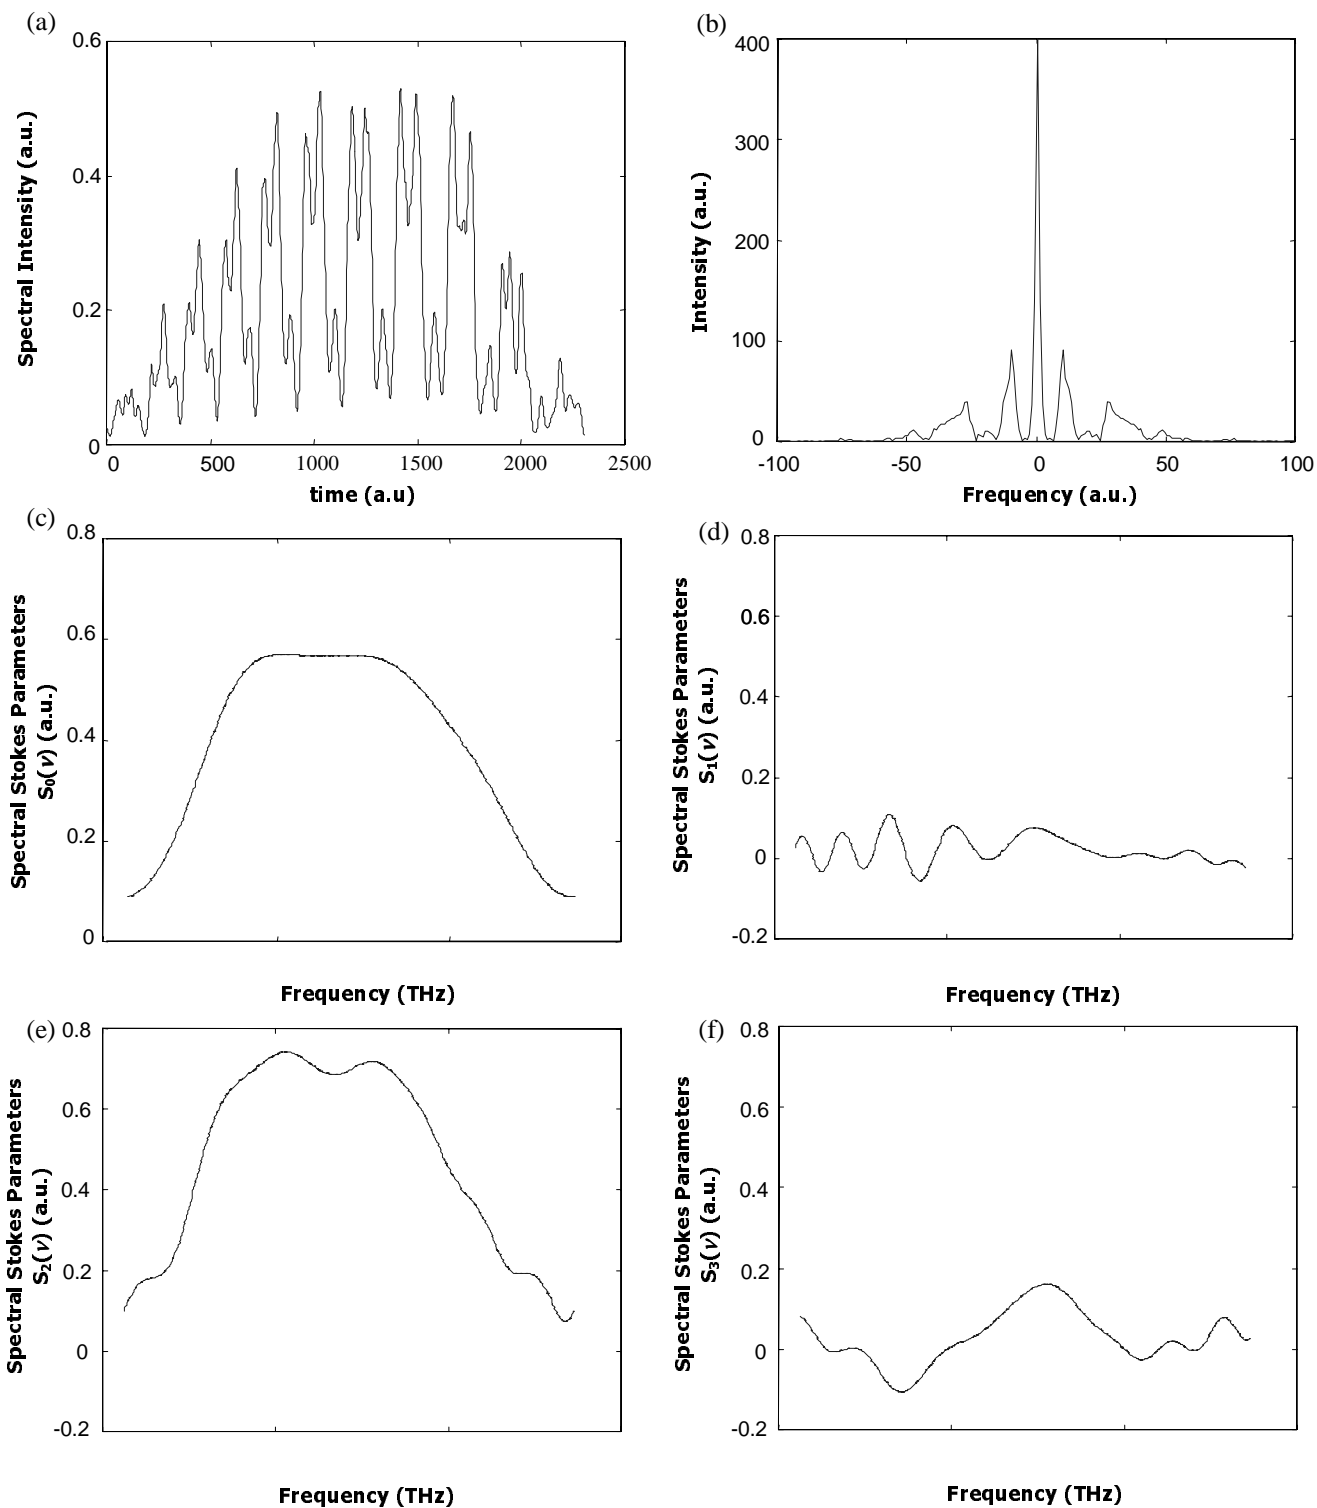 (a)
0.6
0.4
0.2
0
Spectral Intensity (a.u.)
0 500 1000 1500 2000 2500
time (a.u)
(b)
400
300
200
100
0
Intensity (a.u.)
-100 -50 0 50 100
Frequency (a.u.)
(c)
0.8
0.6
0.4
0.2
0
Spectral Stokes Parameters
S₀(ν) (a.u.)
Frequency (THz)
(d)
0.8
0.6
0.4
0.2
0
-0.2
Spectral Stokes Parameters
S₁(ν) (a.u.)
Frequency (THz)
(e)
0.8
0.6
0.4
0.2
0
-0.2
Spectral Stokes Parameters
S₂(ν) (a.u.)
Frequency (THz)
(f)
0.8
0.6
0.4
0.2
0
-0.2
Spectral Stokes Parameters
S₃(ν) (a.u.)
Frequency (THz)